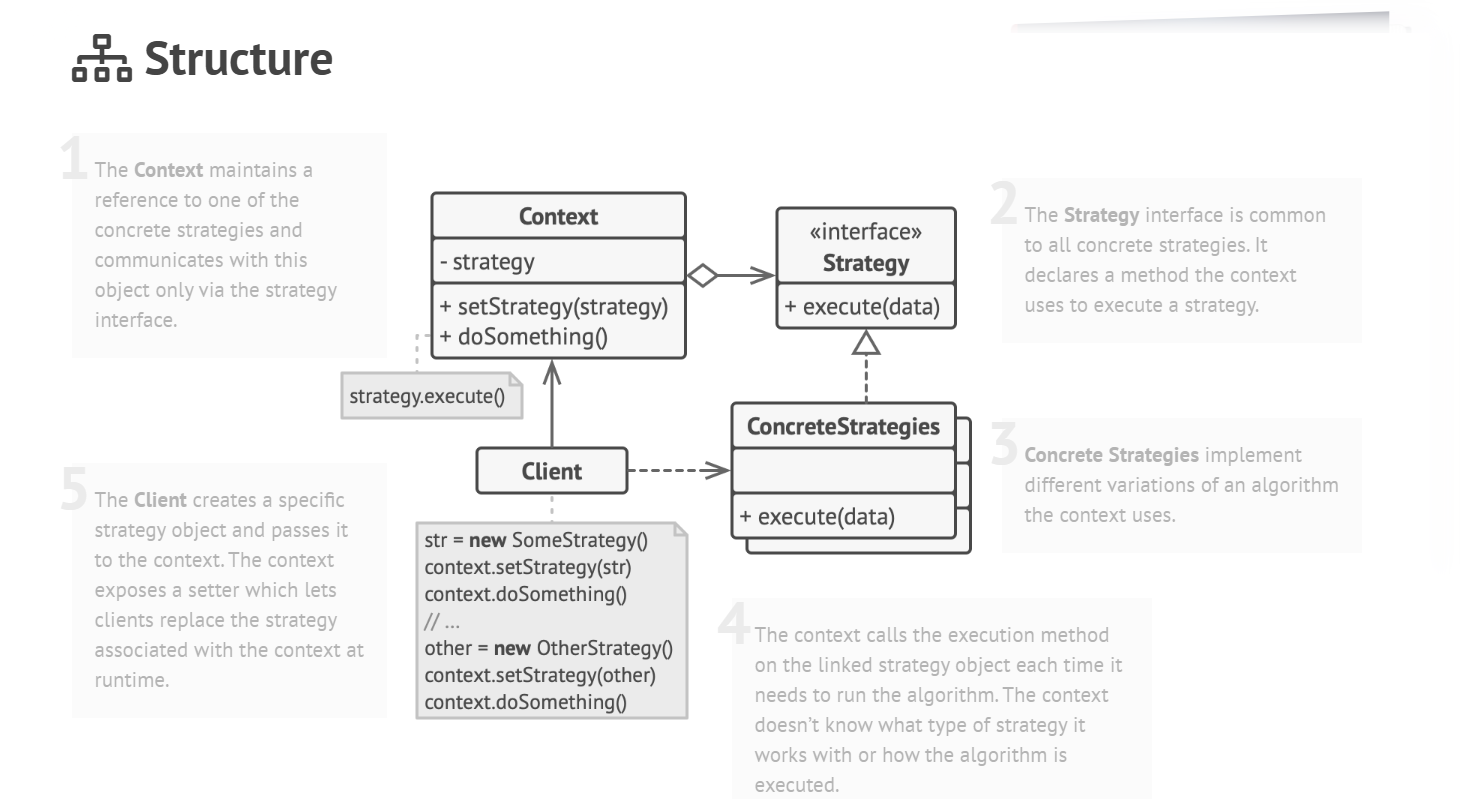 Structure
1
The Context maintains a
reference to one of the
concrete strategies and
communicates with this
object only via the strategy
interface.
Context
- strategy
+ setStrategy(strategy)
+ doSomething()
strategy.execute()
«interface»
Strategy
+ execute(data)
2
The Strategy interface is common
to all concrete strategies. It
declares a method the context
uses to execute a strategy.
Client
ConcreteStrategies
+ execute(data)
3
Concrete Strategies implement
different variations of an algorithm
the context uses.
5
The Client creates a specific
strategy object and passes it
to the context. The context
exposes a setter which lets
clients replace the strategy
associated with the context at
runtime.
str = new SomeStrategy()
context.setStrategy(str)
context.doSomething()
// ...
other = new OtherStrategy()
context.setStrategy(other)
context.doSomething()
4
The context calls the execution method
on the linked strategy object each time it
needs to run the algorithm. The context
doesn't know what type of strategy it
works with or how the algorithm is
executed.